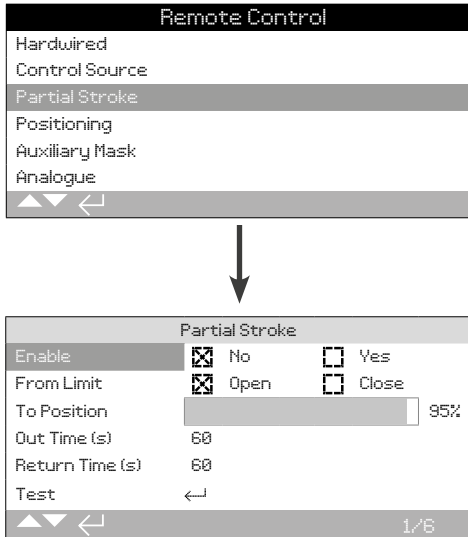 Remote Control
Hardwired
Control Source
Partial Stroke
Positioning
Auxiliary Mask
Analogue
Partial Stroke
Enable No Yes
From Limit Open Close
To Position 95%
Out Time (s) 60
Return Time (s) 60
Test
1/6